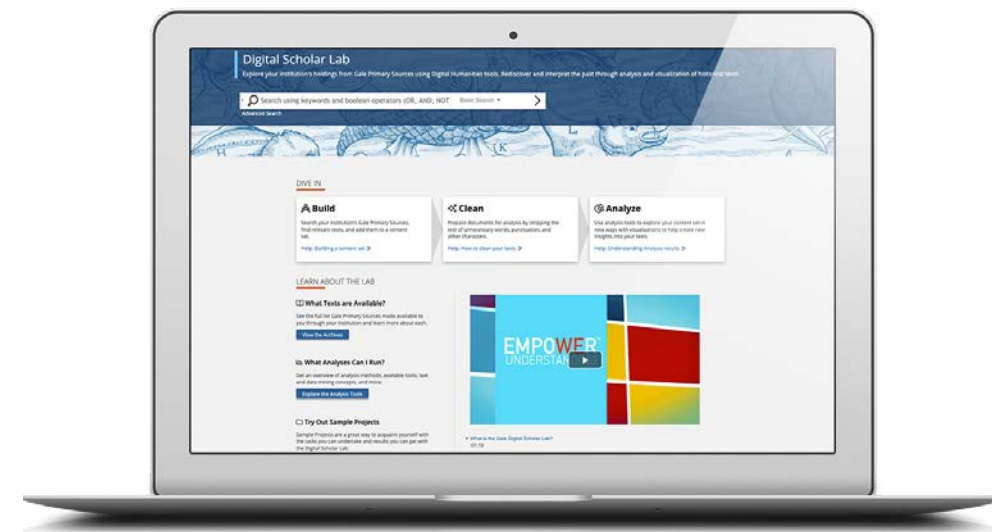 Digital Scholar Lab
Explore your institution's holdings from Gale Primary Sources using Digital Humanities tools. Rediscover and interpret the past through analysis and visualization of historical texts.
Search using keywords and boolean operators (OR, AND, NOT
Basic Search
Advanced Search
H
K
L
DIVE IN
Build
Search your institution's Gale Primary Sources,
find relevant texts, and add them to a content
set.
Help: Building a content set
Clean
Prepare documents for analysis by stripping the
text of unnecessary words, punctuation, and
other characters.
Help: How to clean your texts
Analyze
Use analysis tools to explore your content set in
new ways with visualizations to help create new
insights into your texts.
Help: Understanding Analysis results
LEARN ABOUT THE LAB
What Texts are Available?
See the full list Gale Primary Sources made available to
you through your institution and learn more about each.
View the Archives
What Analyses Can I Run?
Get an overview of analysis methods, available tools, text
and data mining concepts, and more.
Explore the Analysis Tools
Try Out Sample Projects
Sample Projects are a great way to acquaint yourself with
the tasks you can undertake and results you can get with
the Digital Scholar Lab.
EMPOWER™
UNDERSTAN
What is the Gale Digital Scholar Lab?
01:18